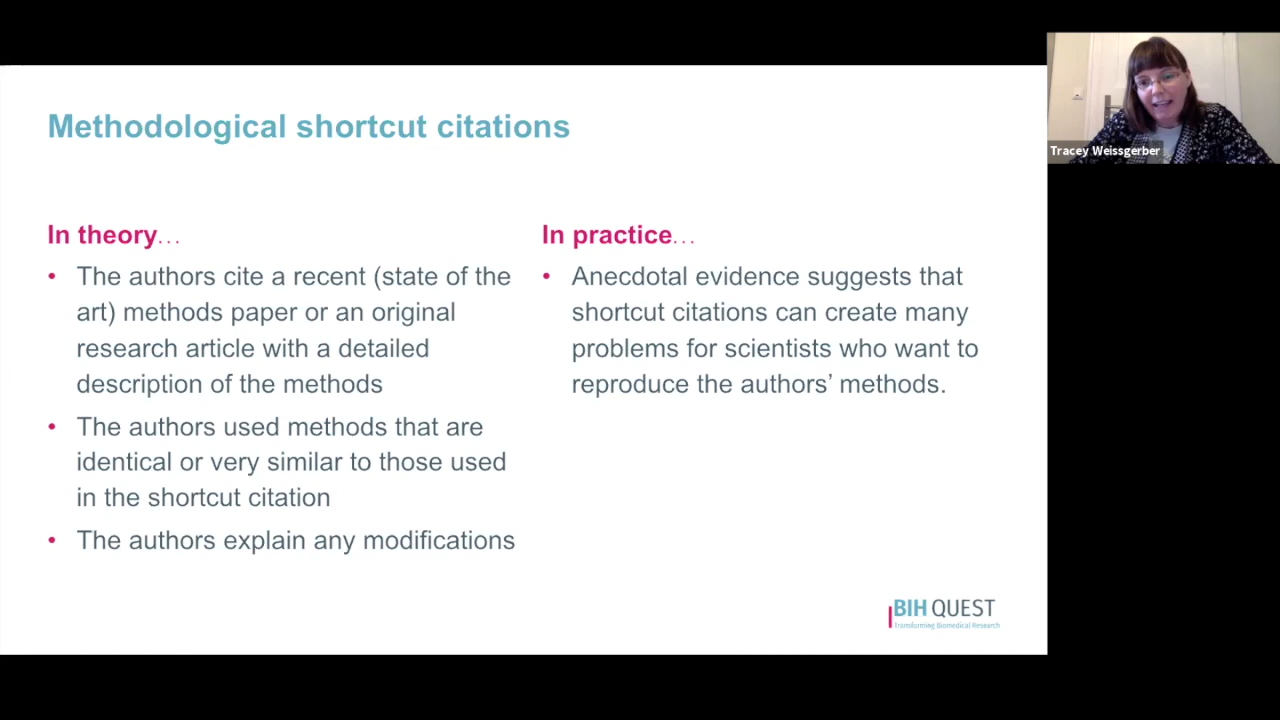 Methodological shortcut citations
In theory…
• The authors cite a recent (state of the
art) methods paper or an original
research article with a detailed
description of the methods
• The authors used methods that are
identical or very similar to those used
in the shortcut citation
• The authors explain any modifications
In practice…
• Anecdotal evidence suggests that
shortcut citations can create many
problems for scientists who want to
reproduce the authors’ methods.
BIH QUEST
Transforming Biomedical Research
Tracey Weissgerber